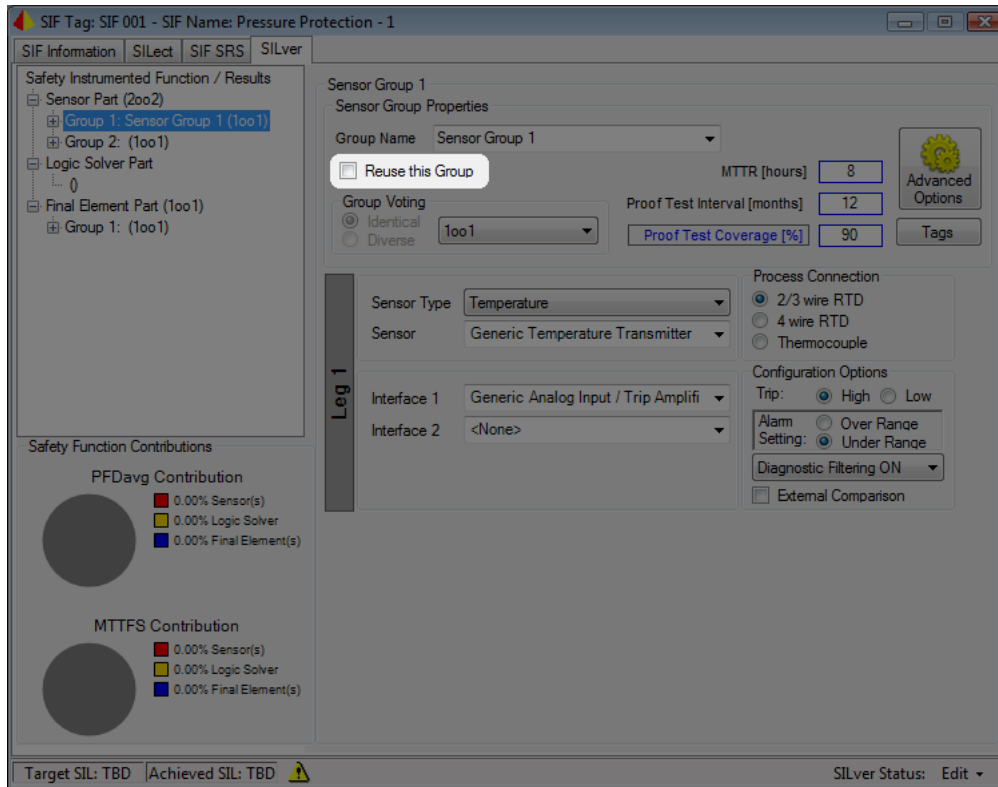 SIF Tag: SIF 001 - SIF Name: Pressure Protection - 1
SIF Information SILect SIF SRS SILver
Safety Instrumented Function / Results
Sensor Part (2oo2)
Group 1: Sensor Group 1 (1oo1)
Group 2: (1oo1)
Logic Solver Part
()
Final Element Part (1oo1)
Group 1: (1oo1)
Safety Function Contributions
PFDavg Contribution
0.00% Sensor(s)
0.00% Logic Solver
0.00% Final Element(s)
MTTFS Contribution
0.00% Sensor(s)
0.00% Logic Solver
0.00% Final Element(s)
Sensor Group 1
Sensor Group Properties
Group Name Sensor Group 1
Reuse this Group
MTTR [hours] 8
Proof Test Interval [months] 12
Proof Test Coverage [%] 90
Advanced
Options
Tags
Group Voting
Identical
Diverse
1oo1
Leg 1
Sensor Type Temperature
Sensor Generic Temperature Transmitter
Interface 1 Generic Analog Input / Trip Amplifi
Interface 2 <None>
Process Connection
2/3 wire RTD
4 wire RTD
Thermocouple
Configuration Options
Trip: High Low
Alarm
Setting:
Over Range
Under Range
Diagnostic Filtering ON
External Comparison
Target SIL: TBD Achieved SIL: TBD SILver Status: Edit